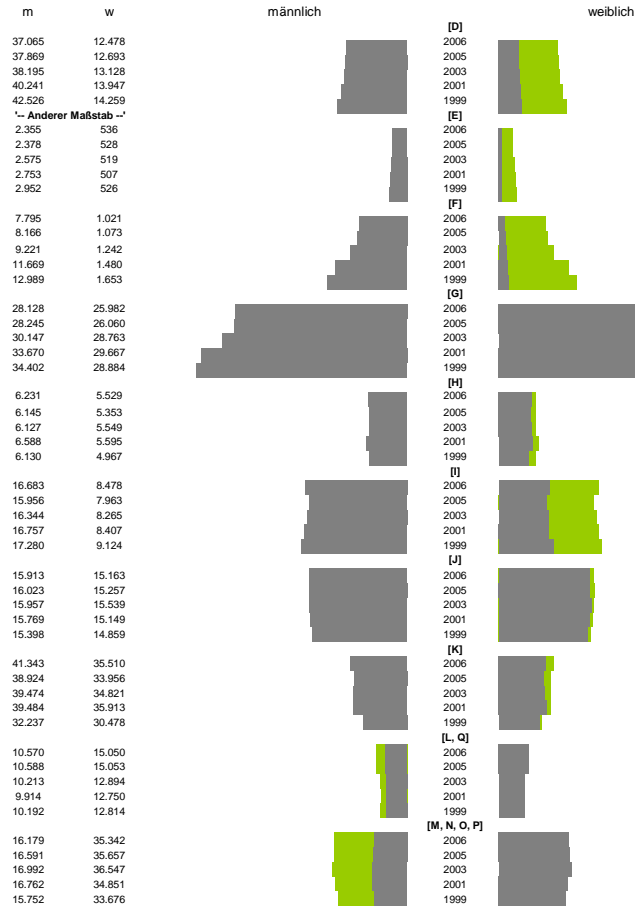 m w männlich weiblich
[D]
37.065 12.478 2006
37.869 12.693 2005
38.195 13.128 2003
40.241 13.947 2001
42.526 14.259 1999
'-- Anderer Maßstab --' [E]
2.355 536 2006
2.378 528 2005
2.575 519 2003
2.753 507 2001
2.952 526 1999
[F]
7.795 1.021 2006
8.166 1.073 2005
9.221 1.242 2003
11.669 1.480 2001
12.989 1.653 1999
[G]
28.128 25.982 2006
28.245 26.060 2005
30.147 28.763 2003
33.670 29.667 2001
34.402 28.884 1999
[H]
6.231 5.529 2006
6.145 5.353 2005
6.127 5.549 2003
6.588 5.595 2001
6.130 4.967 1999
[I]
16.683 8.478 2006
15.956 7.963 2005
16.344 8.265 2003
16.757 8.407 2001
17.280 9.124 1999
[J]
15.913 15.163 2006
16.023 15.257 2005
15.957 15.539 2003
15.769 15.149 2001
15.398 14.859 1999
[K]
41.343 35.510 2006
38.924 33.956 2005
39.474 34.821 2003
39.484 35.913 2001
32.237 30.478 1999
[L, Q]
10.570 15.050 2006
10.588 15.053 2005
10.213 12.894 2003
9.914 12.750 2001
10.192 12.814 1999
[M, N, O, P]
16.179 35.342 2006
16.591 35.657 2005
16.992 36.547 2003
16.762 34.851 2001
15.752 33.676 1999